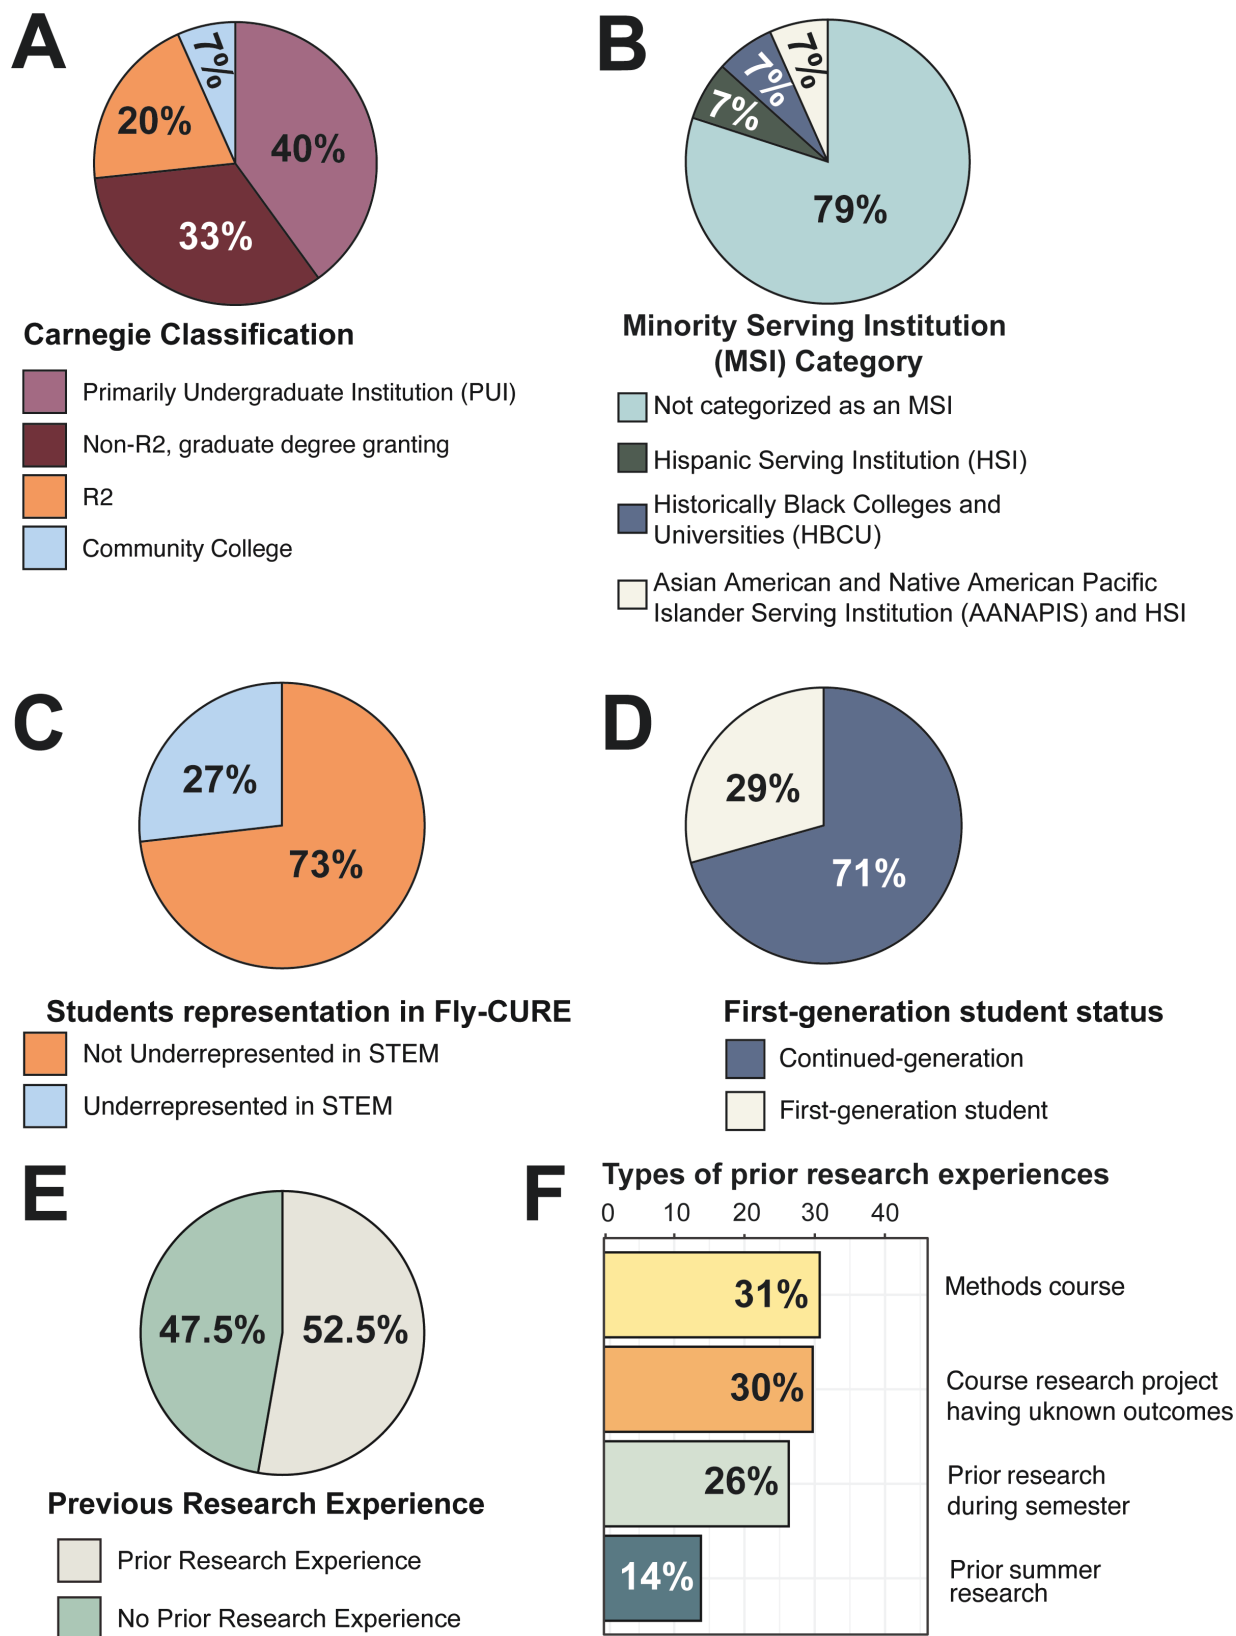 A
7%
20%
40%
33%
Carnegie Classification
Primarily Undergraduate Institution (PUI)
Non-R2, graduate degree granting
R2
Community College
B
7%
7%
7%
79%
Minority Serving Institution
(MSI) Category
Not categorized as an MSI
Hispanic Serving Institution (HSI)
Historically Black Colleges and
Universities (HBCU)
Asian American and Native American Pacific
Islander Serving Institution (AANAPIS) and HSI
C
27%
73%
Students representation in Fly-CURE
Not Underrepresented in STEM
Underrepresented in STEM
D
29%
71%
First-generation student status
Continued-generation
First-generation student
E
47.5%
52.5%
Previous Research Experience
Prior Research Experience
No Prior Research Experience
F
Types of prior research experiences
0 10 20 30 40
31%
Methods course
30%
Course research project
having uknown outcomes
26%
Prior research
during semester
14%
Prior summer
research